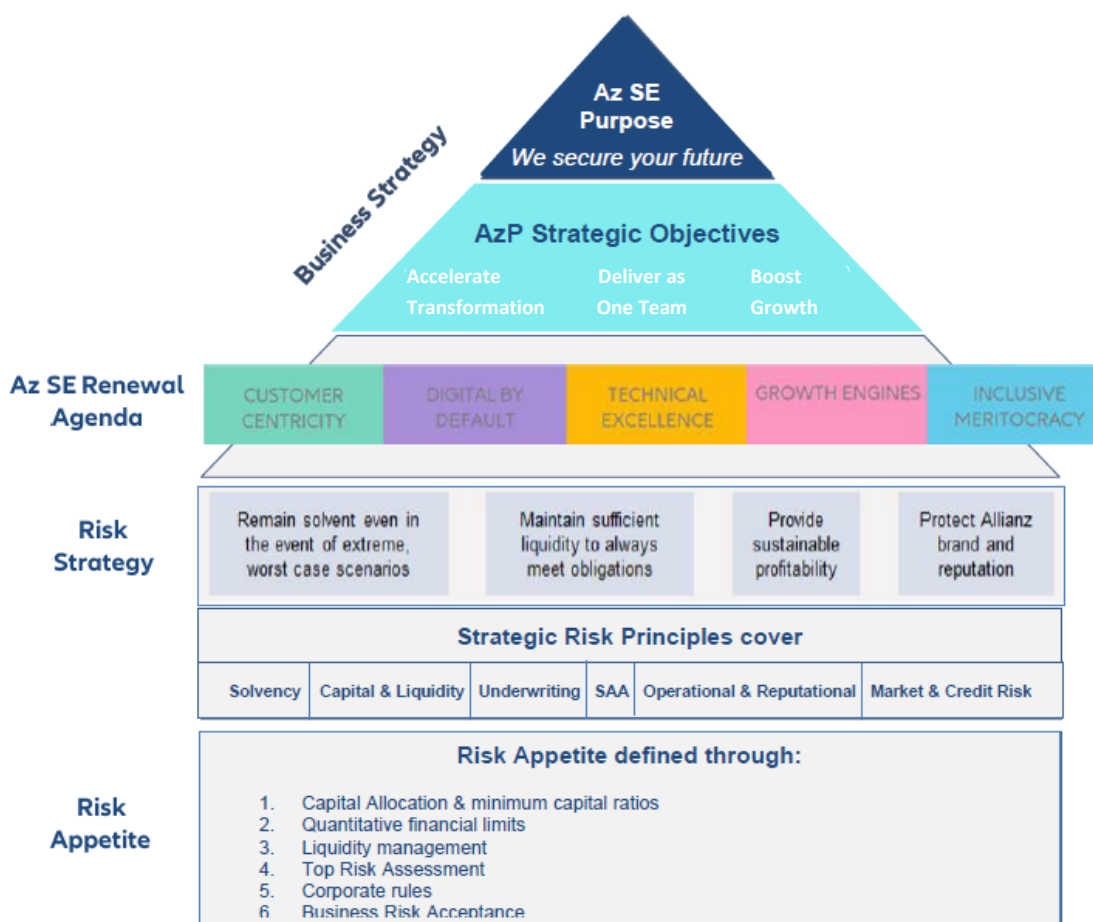 Az SE
Purpose
We secure your future
Business Strategy
AzP Strategic Objectives
Accelerate
Transformation
Deliver as
One Team
Boost
Growth
Az SE Renewal
Agenda
CUSTOMER
CENTRICITY
DIGITAL BY
DEFAULT
TECHNICAL
EXCELLENCE
GROWTH ENGINES
INCLUSIVE
MERITOCRACY
Risk
Strategy
Remain solvent even in
the event of extreme,
worst case scenarios
Maintain sufficient
liquidity to always
meet obligations
Provide
sustainable
profitability
Protect Allianz
brand and
reputation
Strategic Risk Principles cover
Solvency
Capital & Liquidity
Underwriting
SAA
Operational & Reputational
Market & Credit Risk
Risk
Appetite
Risk Appetite defined through:
1. Capital Allocation & minimum capital ratios
2. Quantitative financial limits
3. Liquidity management
4. Top Risk Assessment
5. Corporate rules
6. Business Risk Acceptance